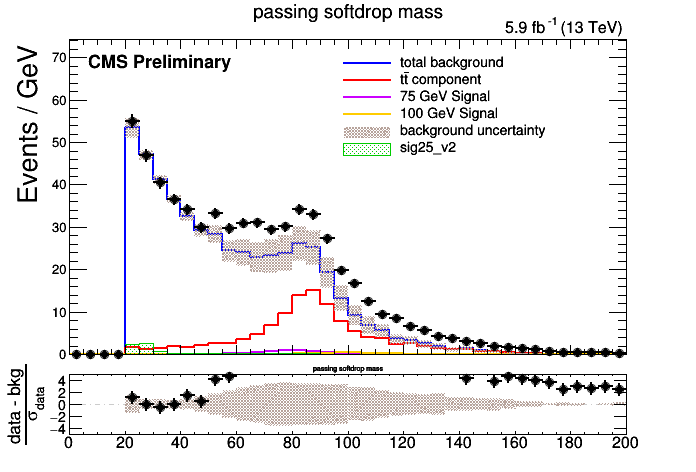 passing softdrop mass
5.9 fb⁻¹ (13 TeV)
CMS Preliminary
total background
tt̄ component
75 GeV Signal
100 GeV Signal
background uncertainty
sig25_v2
Events / GeV
70
60
50
40
30
20
10
0
passing softdrop mass
data - bkg
σ_data
4
2
0
−2
−4
0 20 40 60 80 100 120 140 160 180 200